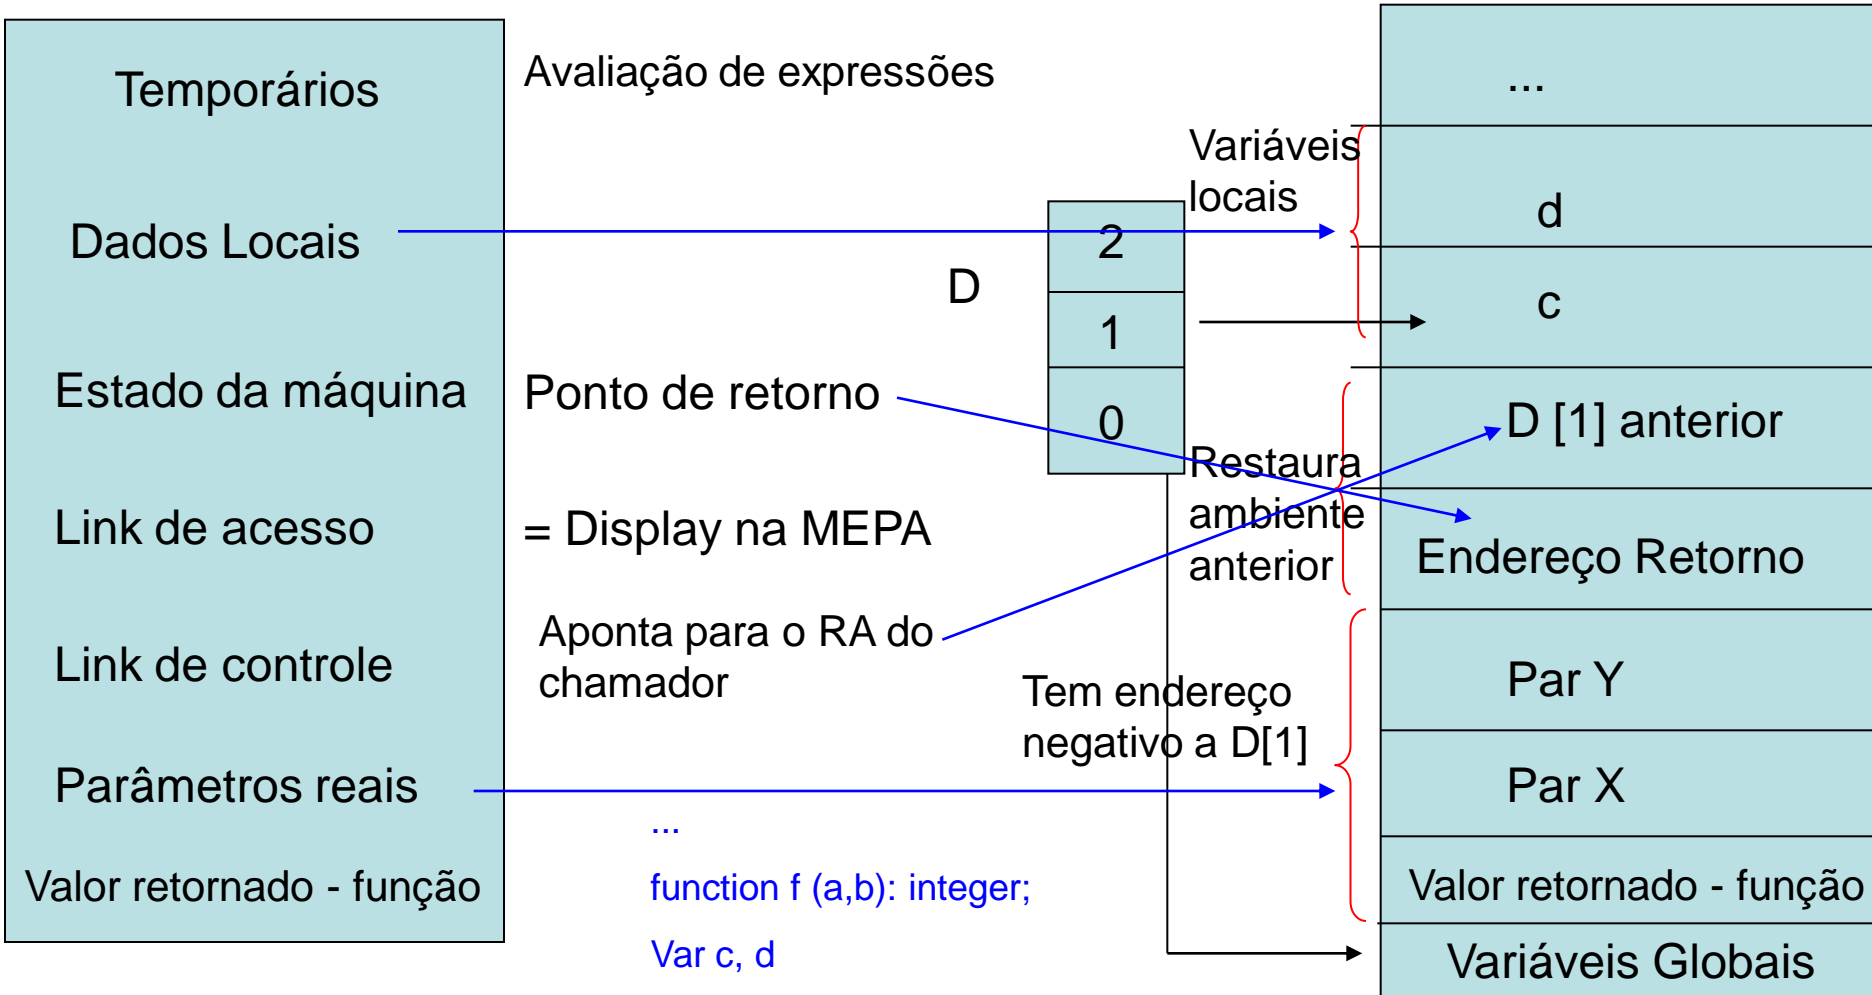 Temporários
Dados Locais
Estado da máquina
Link de acesso
Link de controle
Parâmetros reais
Valor retornado - função
Avaliação de expressões
Ponto de retorno
= Display na MEPA
Aponta para o RA do
chamador
...
function f (a,b): integer;
Var c, d
D
2
1
0
Variáveis
locais
Restaura
ambiente
anterior
Tem endereço
negativo a D[1]
...
d
c
D [1] anterior
Endereço Retorno
Par Y
Par X
Valor retornado - função
Variáveis Globais